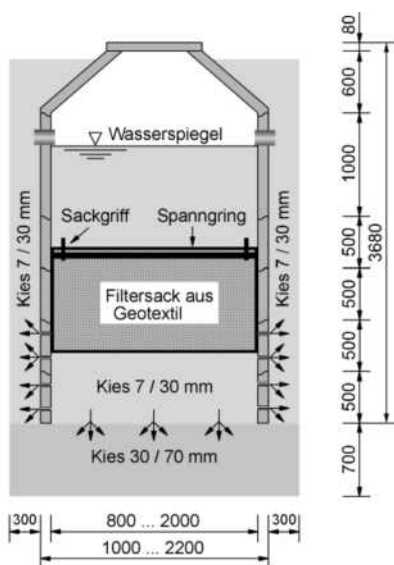 80
600
Wasserspiegel
1000
Kies 7 / 30 mm
Kies 7 / 30 mm
Sackgriff
Spanngring
500
3680
Filtersack aus
Geotextil
500
500
Kies 7 / 30 mm
500
Kies 30 / 70 mm
700
300
800 ... 2000
300
1000 ... 2200